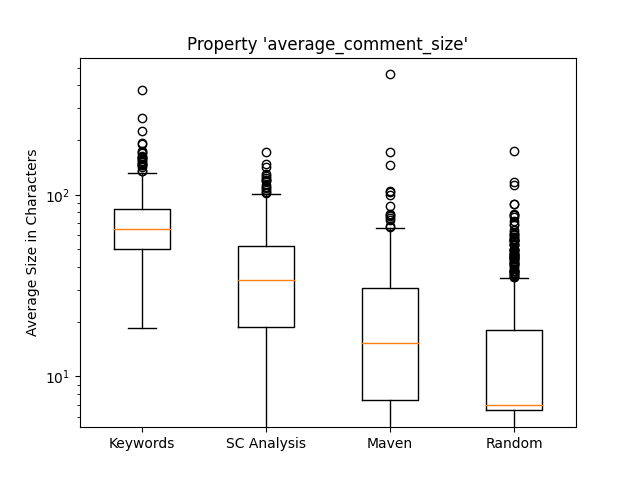 Property 'average_comment_size'
Average Size in Characters
10²
10¹
Keywords
SC Analysis
Maven
Random